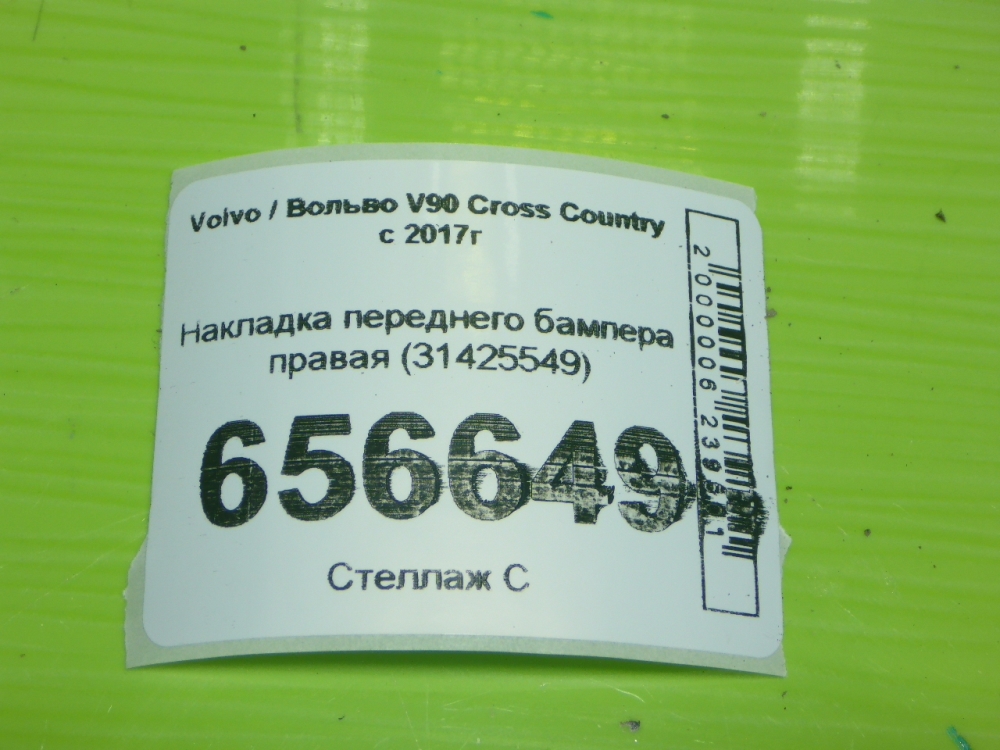 Volvo / Вольво V90 Cross Country
с 2017г
Накладка переднего бампера
правая (31425549)
656649
Стеллаж С